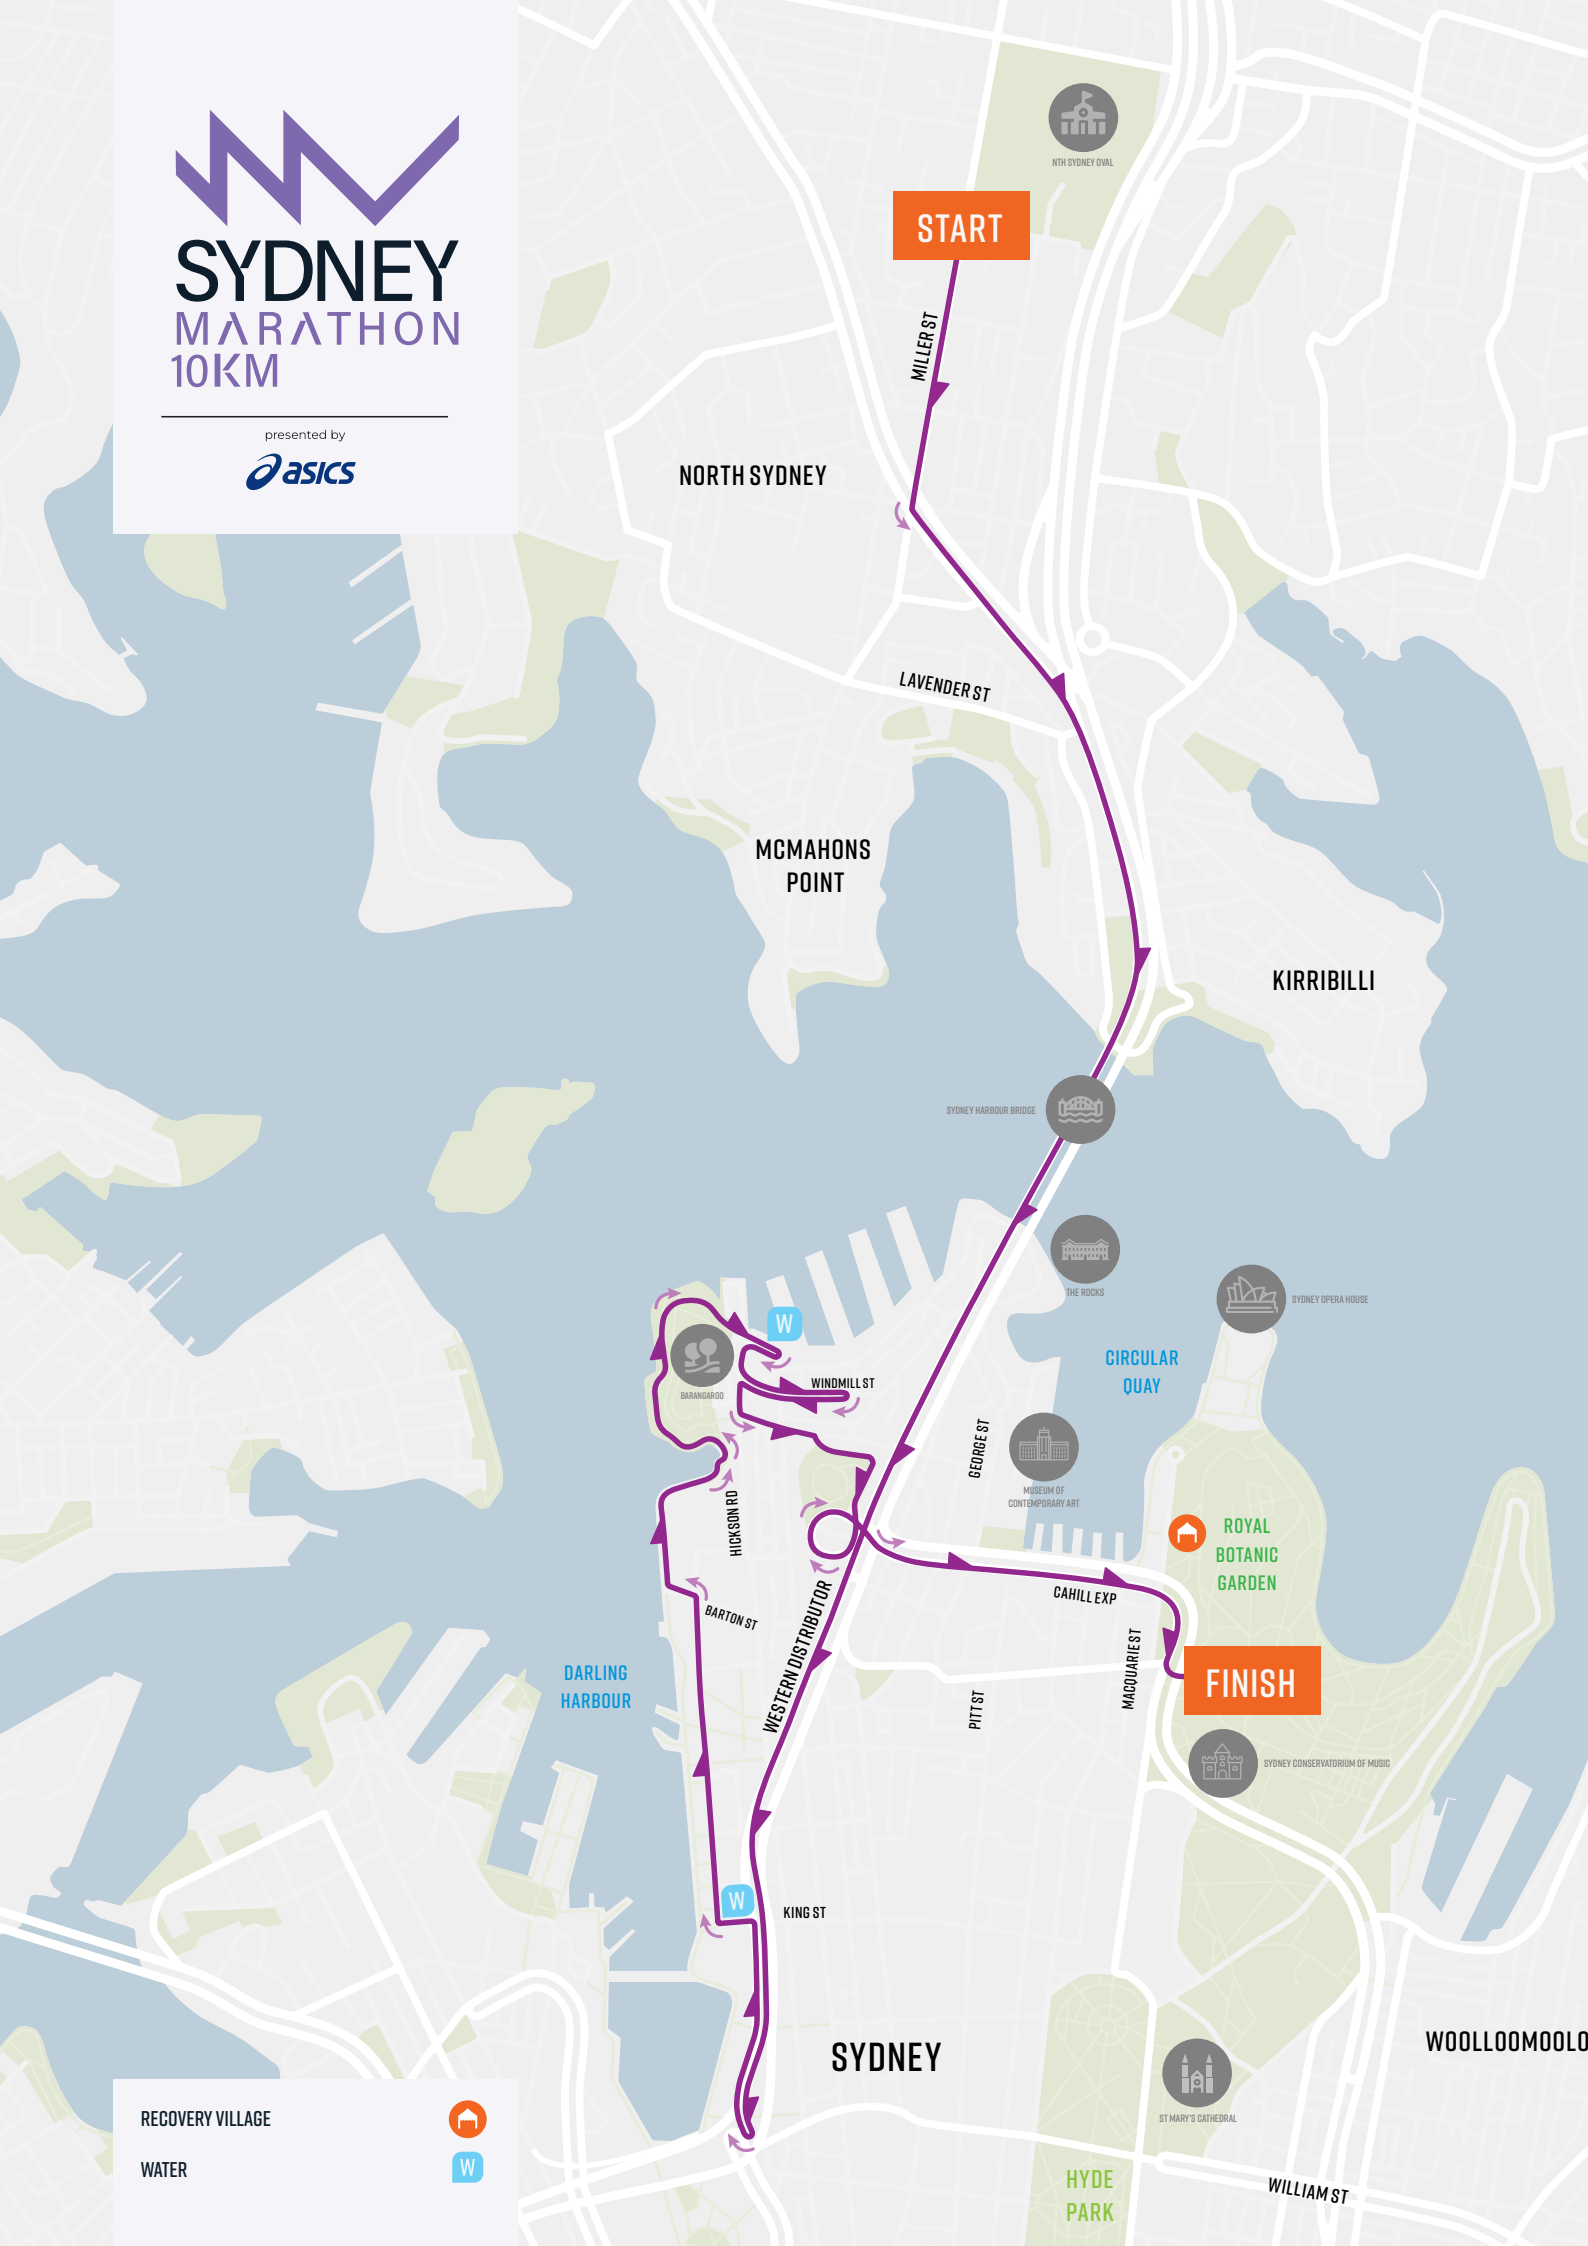 SYDNEY
MARATHON
10KM
presented by
asics
NTH SYDNEY OVAL
START
MILLER ST
NORTH SYDNEY
LAVENDER ST
MCMAHONS
POINT
KIRRIBILLI
SYDNEY HARBOUR BRIDGE
THE ROCKS
SYDNEY OPERA HOUSE
W
CIRCULAR
QUAY
WINDMILL ST
BARANGAROO
GEORGE ST
MUSEUM OF
CONTEMPORARY ART
HICKSON RD
ROYAL
BOTANIC
GARDEN
CAHILL EXP
BARTON ST
WESTERN DISTRIBUTOR
MACQUARIE ST
DARLING
HARBOUR
FINISH
PITT ST
SYDNEY CONSERVATORIUM OF MUSIC
W
KING ST
SYDNEY
WOOLLOOMOOLO
ST MARY'S CATHEDRAL
RECOVERY VILLAGE
WATER
W
HYDE
PARK
WILLIAM ST